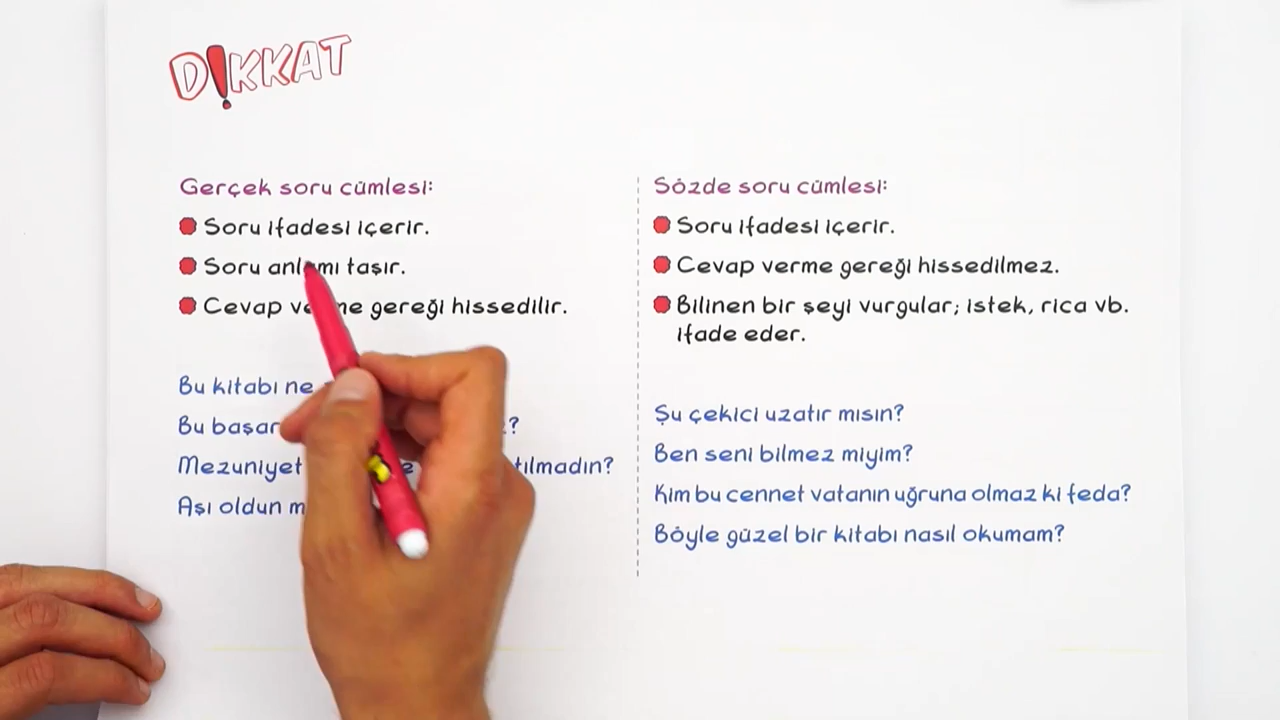 DİKKAT
Gerçek soru cümlesi:
Soru ifadesi içerir.
Soru anlamı taşır.
Cevap verme gereği hissedilir.
Bu kitabı ne
Bu başar ?
Mezuniyet tılmadın?
Aşı oldun m
Sözde soru cümlesi:
Soru ifadesi içerir.
Cevap verme gereği hissedilmez.
Bilinen bir şeyi vurgular; istek, rica vb.
ifade eder.
Şu çekici uzatır mısın?
Ben seni bilmez miyim?
Kim bu cennet vatanın uğruna olmaz ki feda?
Böyle güzel bir kitabı nasıl okumam?